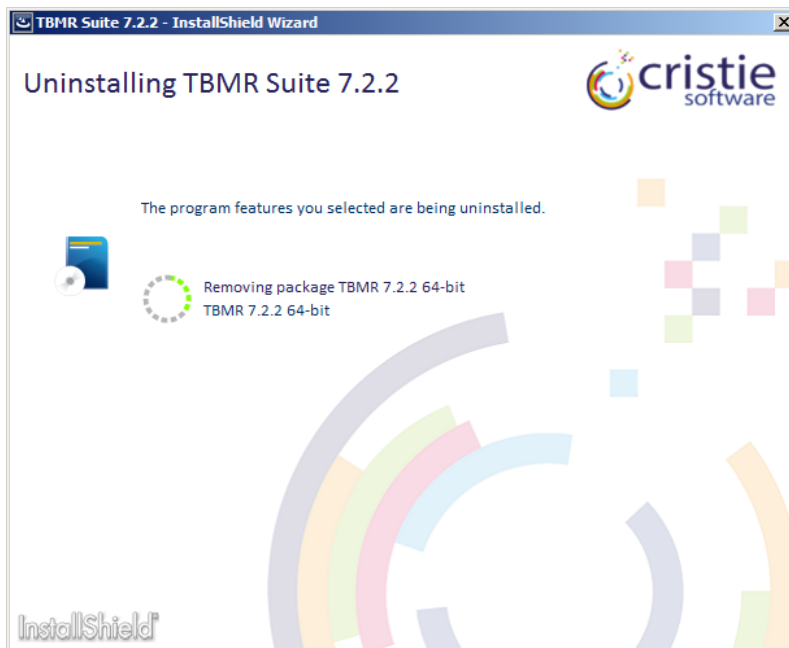 TBMR Suite 7.2.2 - InstallShield Wizard
Uninstalling TBMR Suite 7.2.2
cristie
software
The program features you selected are being uninstalled.
Removing package TBMR 7.2.2 64-bit
TBMR 7.2.2 64-bit
InstallShield®